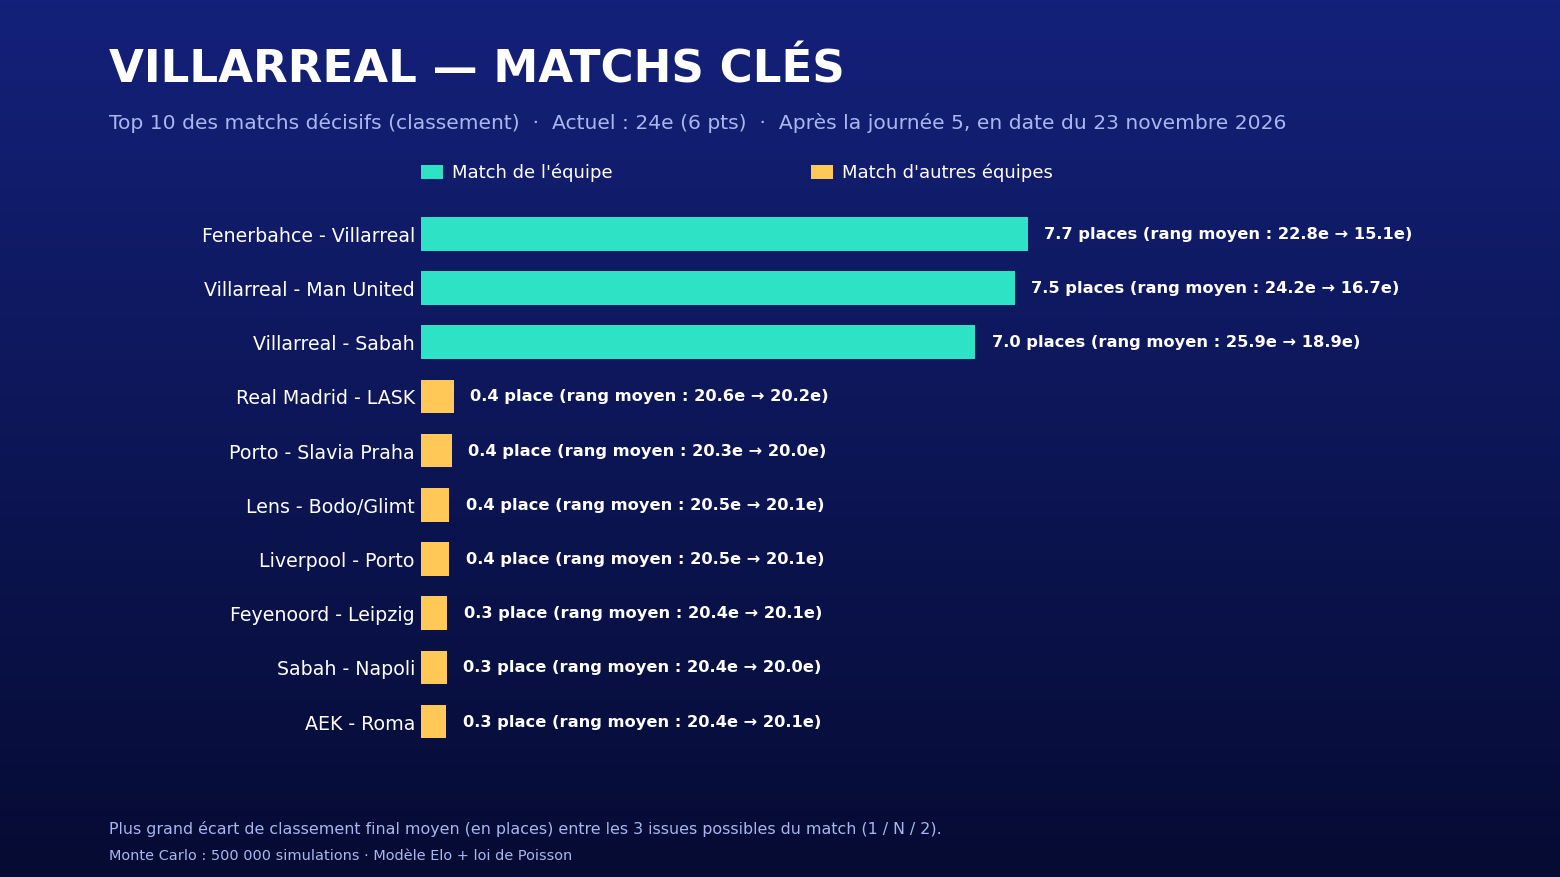 VILLARREAL — MATCHS CLÉS
Top 10 des matchs décisifs (classement) · Actuel : 24e (6 pts) · Après la journée 5, en date du 23 novembre 2026
Match de l'équipe Match d'autres équipes
Fenerbahce - Villarreal 7.7 places (rang moyen : 22.8e → 15.1e)
Villarreal - Man United 7.5 places (rang moyen : 24.2e → 16.7e)
Villarreal - Sabah 7.0 places (rang moyen : 25.9e → 18.9e)
Real Madrid - LASK 0.4 place (rang moyen : 20.6e → 20.2e)
Porto - Slavia Praha 0.4 place (rang moyen : 20.3e → 20.0e)
Lens - Bodo/Glimt 0.4 place (rang moyen : 20.5e → 20.1e)
Liverpool - Porto 0.4 place (rang moyen : 20.5e → 20.1e)
Feyenoord - Leipzig 0.3 place (rang moyen : 20.4e → 20.1e)
Sabah - Napoli 0.3 place (rang moyen : 20.4e → 20.0e)
AEK - Roma 0.3 place (rang moyen : 20.4e → 20.1e)
Plus grand écart de classement final moyen (en places) entre les 3 issues possibles du match (1 / N / 2).
Monte Carlo : 500 000 simulations · Modèle Elo + loi de Poisson